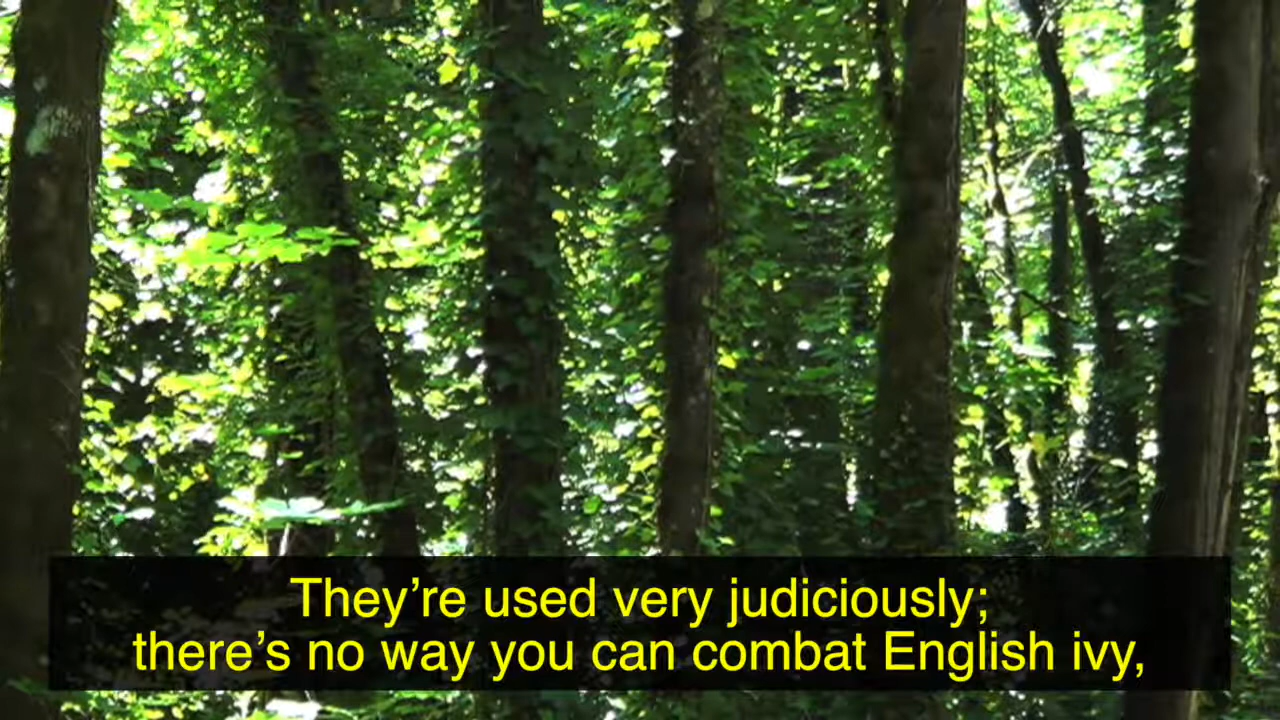 They’re used very judiciously;
there’s no way you can combat English ivy,